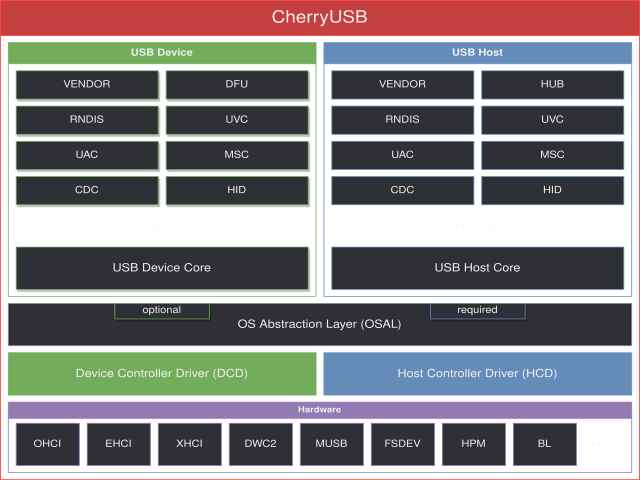 CherryUSB
USB Device
USB Host
VENDOR DFU
VENDOR HUB
RNDIS UVC
RNDIS UVC
UAC MSC
UAC MSC
CDC HID
CDC HID
USB Device Core
USB Host Core
optional
required
OS Abstraction Layer (OSAL)
Device Controller Driver (DCD)
Host Controller Driver (HCD)
Hardware
OHCI EHCI XHCI DWC2 MUSB FSDEV HPM BL